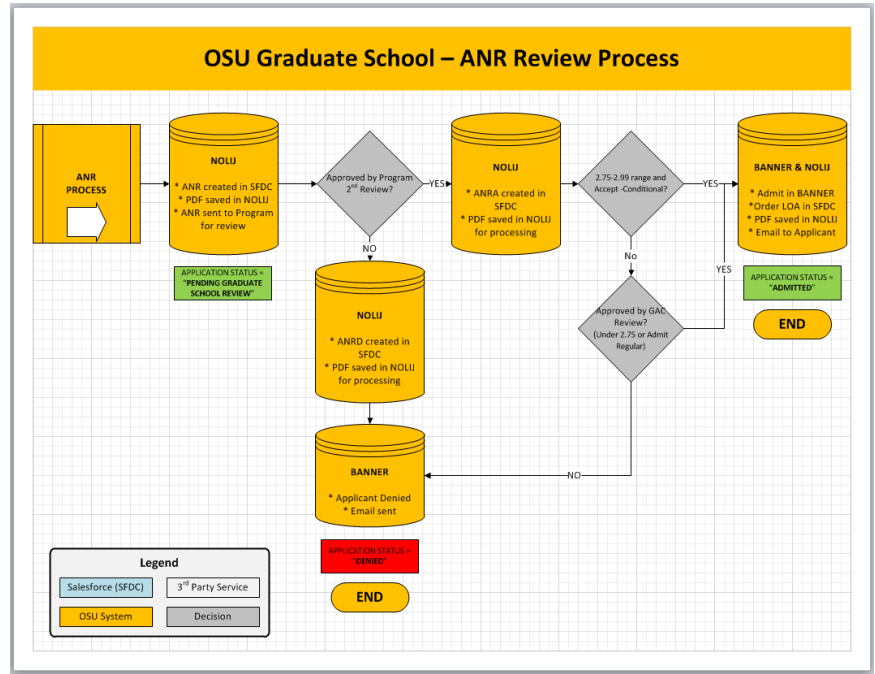 OSU Graduate School – ANR Review Process
ANR
PROCESS
NOLIJ
* ANR created in SFDC
* PDF saved in NOLIJ
* ANR sent to Program
for review
APPLICATION STATUS =
"PENDING GRADUATE
SCHOOL REVIEW"
Approved by Program
2nd Review?
YES
NO
NOLIJ
* ANRA created in
SFDC
* PDF saved in NOLIJ
for processing
2.75-2.99 range and
Accept -Conditional?
YES
No
BANNER & NOLIJ
* Admit in BANNER
*Order LOA in SFDC
* PDF saved in NOLIJ
* Email to Applicant
APPLICATION STATUS =
"ADMITTED"
END
Approved by GAC
Review?
(Under 2.75 or Admit
Regular)
YES
NO
NOLIJ
* ANRD created in
SFDC
* PDF saved in NOLIJ
for processing
BANNER
* Applicant Denied
* Email sent
APPLICATION STATUS =
"DENIED"
END
Legend
Salesforce (SFDC)
3rd Party Service
OSU System
Decision